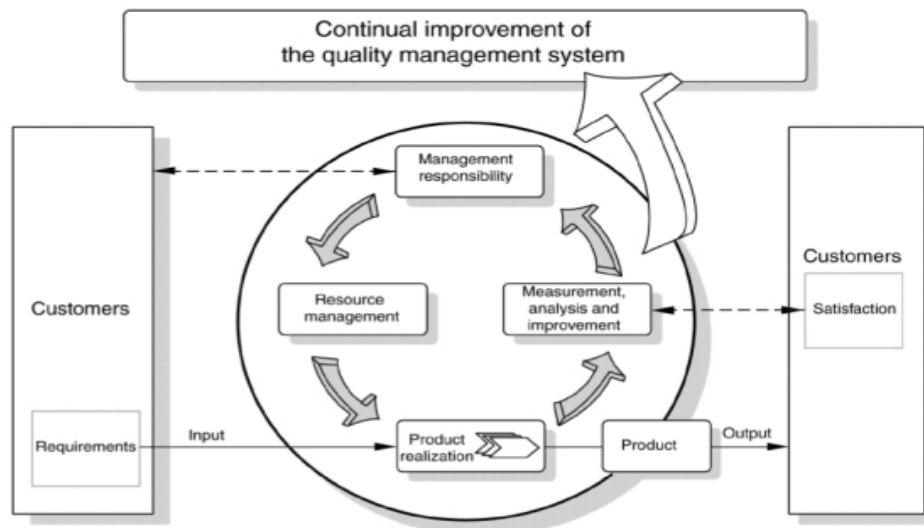 Continual improvement of
the quality management system
Management
responsibility
Customers
Customers
Resource
management
Measurement,
analysis and
improvement
Satisfaction
Requirements
Input
Product
realization
Product
Output